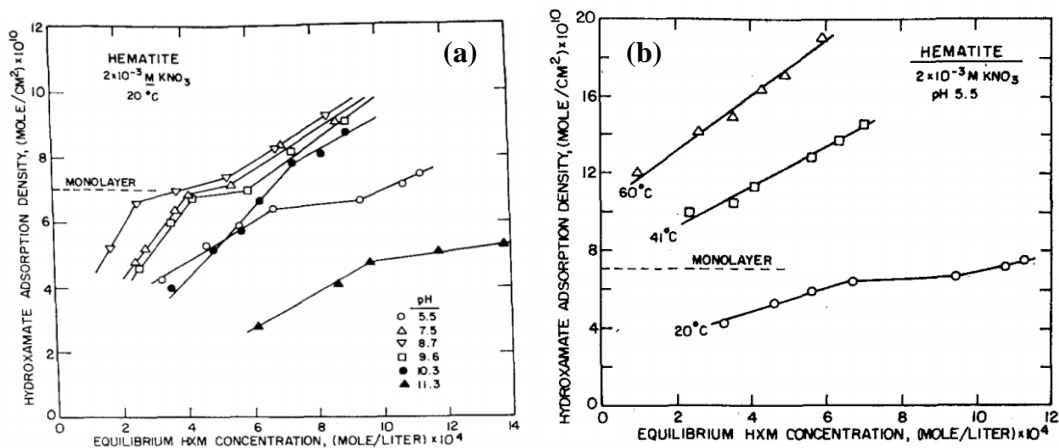 (a)
HEMATITE
2×10⁻³ M KNO₃
20 °C
MONOLAYER
pH
5.5
7.5
8.7
9.6
10.3
11.3
HYDROXAMATE ADSORPTION DENSITY, (MOLE/CM²)×10¹⁰
12
10
8
6
4
2
0
0 2 4 6 8 10 12 14
EQUILIBRIUM HXM CONCENTRATION, (MOLE/LITER)×10⁴
(b)
HEMATITE
2×10⁻³ M KNO₃
pH 5.5
60°C
41°C
MONOLAYER
20°C
HYDROXAMATE ADSORPTION DENSITY, (MOLE/CM²)×10¹⁰
20
16
12
8
4
0
0 2 4 6 8 10 12
EQUILIBRIUM HXM CONCENTRATION, (MOLE/LITER)×10⁴